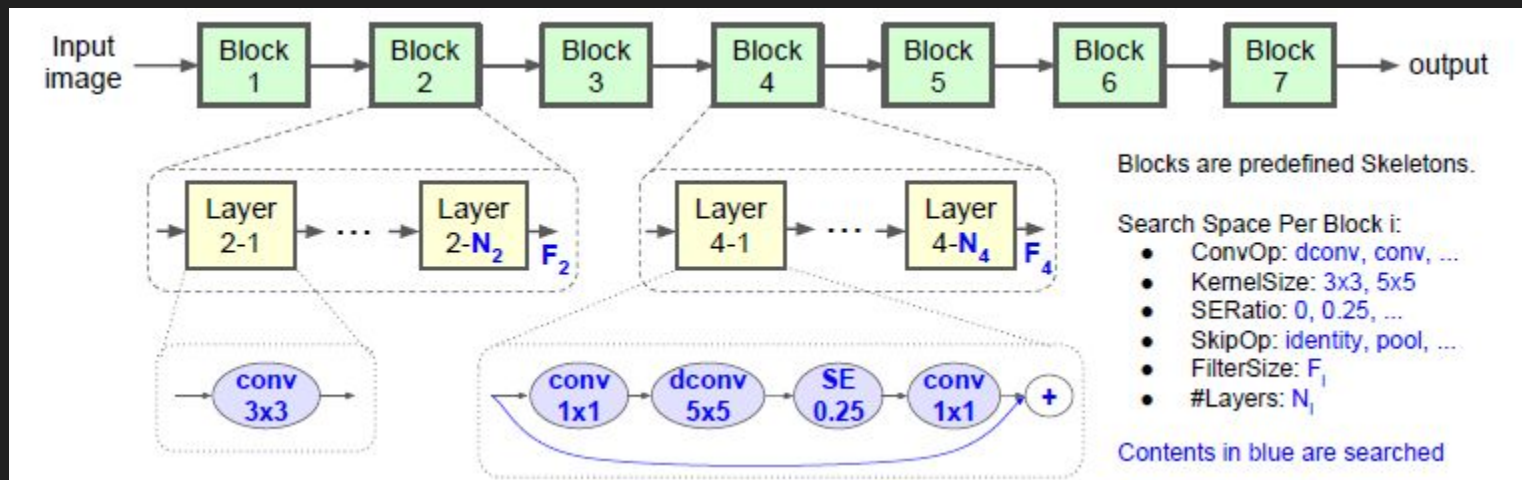 Input image
Block 1
Block 2
Block 3
Block 4
Block 5
Block 6
Block 7
output
Layer 2-1
...
Layer 2-N₂
F₂
Layer 4-1
...
Layer 4-N₄
F₄
conv 3x3
conv 1x1
dconv 5x5
SE 0.25
conv 1x1
+
Blocks are predefined Skeletons.
Search Space Per Block i:
● ConvOp: dconv, conv, ...
● KernelSize: 3x3, 5x5
● SERatio: 0, 0.25, ...
● SkipOp: identity, pool, ...
● FilterSize: Fᵢ
● #Layers: Nᵢ
Contents in blue are searched